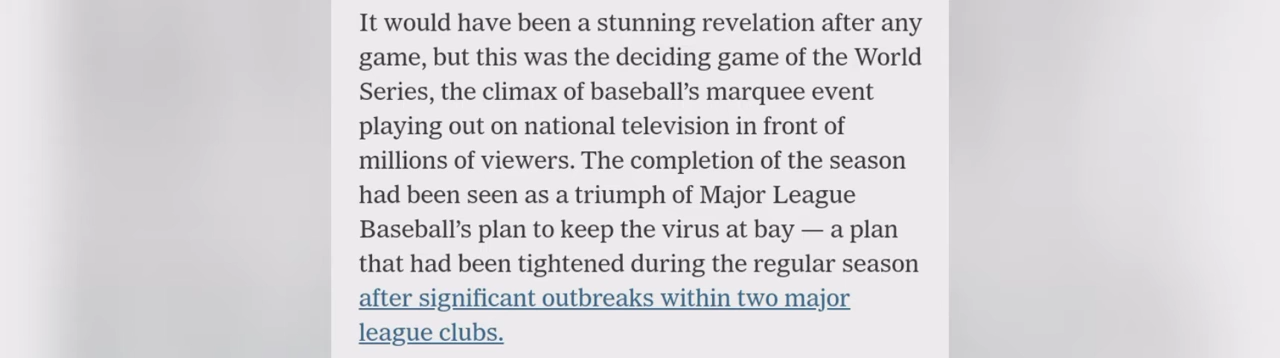 It would have been a stunning revelation after any
game, but this was the deciding game of the World
Series, the climax of baseball’s marquee event
playing out on national television in front of
millions of viewers. The completion of the season
had been seen as a triumph of Major League
Baseball’s plan to keep the virus at bay — a plan
that had been tightened during the regular season
after significant outbreaks within two major
league clubs.